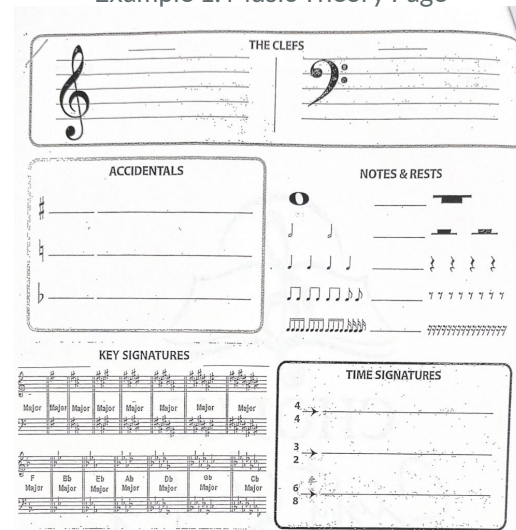 Example 1: Music Theory Page
THE CLEFS
ACCIDENTALS
NOTES & RESTS
KEY SIGNATURES
Major Major Major Major Major Major Major
F Bb Eb Ab Db Gb Cb
Major Major Major Major Major Major Major
TIME SIGNATURES
4
4
3
2
6
8